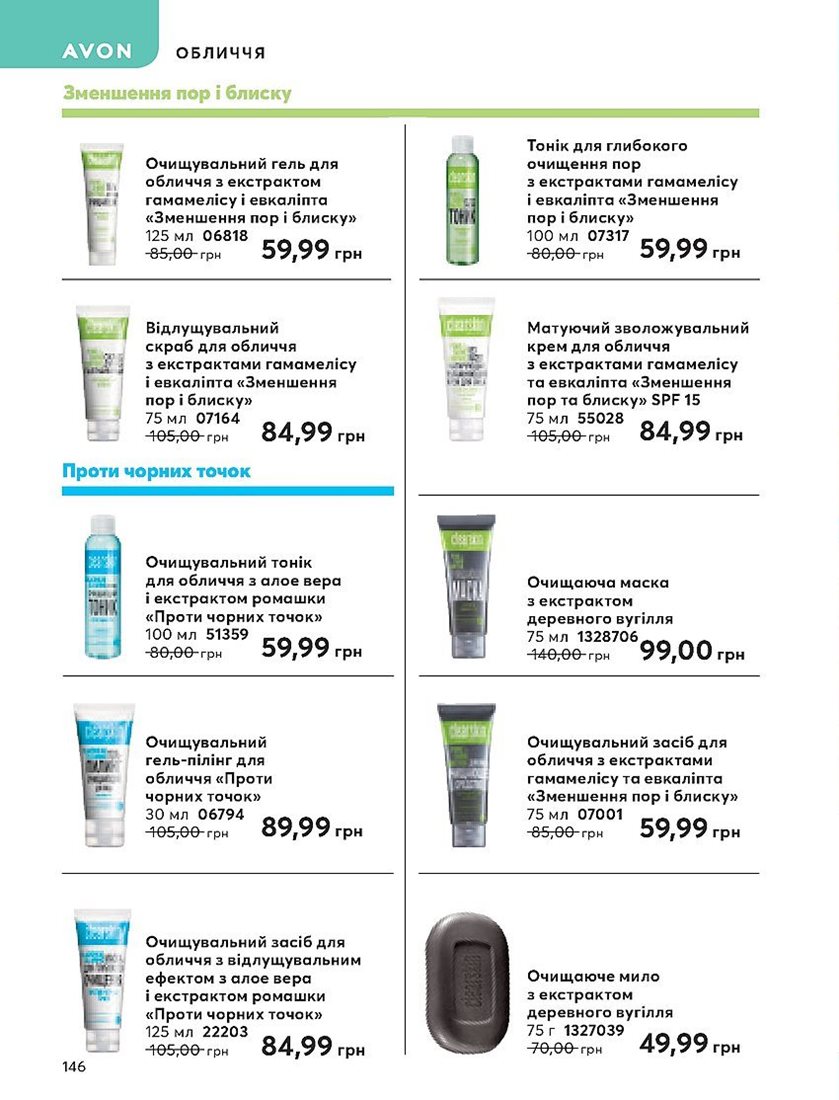 AVON
ОБЛИЧЧЯ
Зменшення пор і блиску
Очищувальний гель для
обличчя з екстрактом
гамамелісу і евкаліпта
«Зменшення пор і блиску»
125 мл 06818
85,00 грн 59,99 грн
Тонік для глибокого
очищення пор
з екстрактами гамамелісу
і евкаліпта «Зменшення
пор і блиску»
100 мл 07317
80,00 грн 59,99 грн
Відлущувальний
скраб для обличчя
з екстрактами гамамелісу
і евкаліпта «Зменшення
пор і блиску»
75 мл 07164
105,00 грн 84,99 грн
Матуючий зволожувальний
крем для обличчя
з екстрактами гамамелісу
та евкаліпта «Зменшення
пор та блиску» SPF 15
75 мл 55028
105,00 грн 84,99 грн
Проти чорних точок
clearskin
ТОНИК
Очищувальний тонік
для обличчя з алое вера
і екстрактом ромашки
«Проти чорних точок»
100 мл 51359
80,00 грн 59,99 грн
clearskin
Очищаюча маска
з екстрактом
деревного вугілля
75 мл 1328706
140,00 грн 99,00 грн
clearskin
Очищувальний
гель-пілінг для
обличчя «Проти
чорних точок»
30 мл 06794
105,00 грн 89,99 грн
clearskin
Очищувальний засіб для
обличчя з екстрактами
гамамелісу та евкаліпта
«Зменшення пор і блиску»
75 мл 07001
85,00 грн 59,99 грн
clearskin
Очищувальний засіб для
обличчя з відлущувальним
ефектом з алое вера
і екстрактом ромашки
«Проти чорних точок»
125 мл 22203
105,00 грн 84,99 грн
clearskin
Очищаюче мило
з екстрактом
деревного вугілля
75 г 1327039
70,00 грн 49,99 грн
146